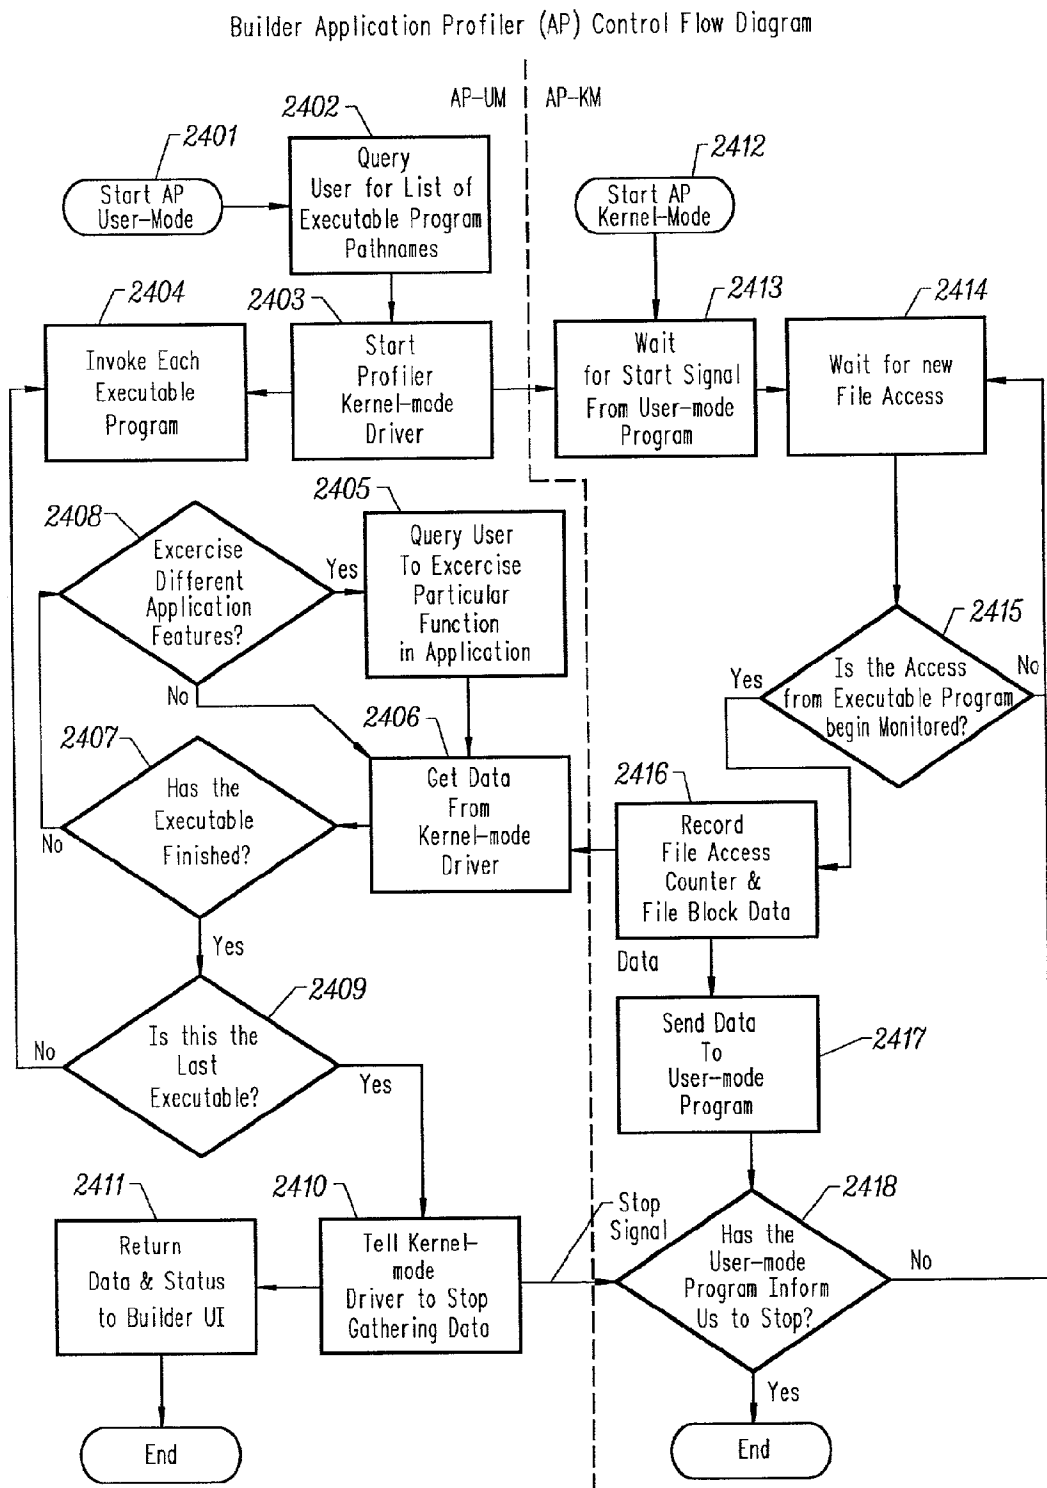 Builder Application Profiler (AP) Control Flow Diagram
AP-UM
AP-KM
2401
Start AP
User-Mode
2402
Query
User for List of
Executable Program
Pathnames
2412
Start AP
Kernel-Mode
2404
Invoke Each
Executable
Program
2403
Start
Profiler
Kernel-mode
Driver
2413
Wait
for Start Signal
From User-mode
Program
2414
Wait for new
File Access
2408
Excercise
Different
Application
Features?
Yes
No
2405
Query User
To Excercise
Particular
Function
in Application
2415
Is the Access
from Executable Program
begin Monitored?
Yes
No
2407
Has the
Executable
Finished?
No
Yes
2406
Get Data
From
Kernel-mode
Driver
2416
Record
File Access
Counter &
File Block Data
Data
2409
Is this the
Last
Executable?
No
Yes
2417
Send Data
To
User-mode
Program
2411
Return
Data & Status
to Builder UI
2410
Tell Kernel-
mode
Driver to Stop
Gathering Data
Stop
Signal
2418
Has the
User-mode
Program Inform
Us to Stop?
No
Yes
End
End